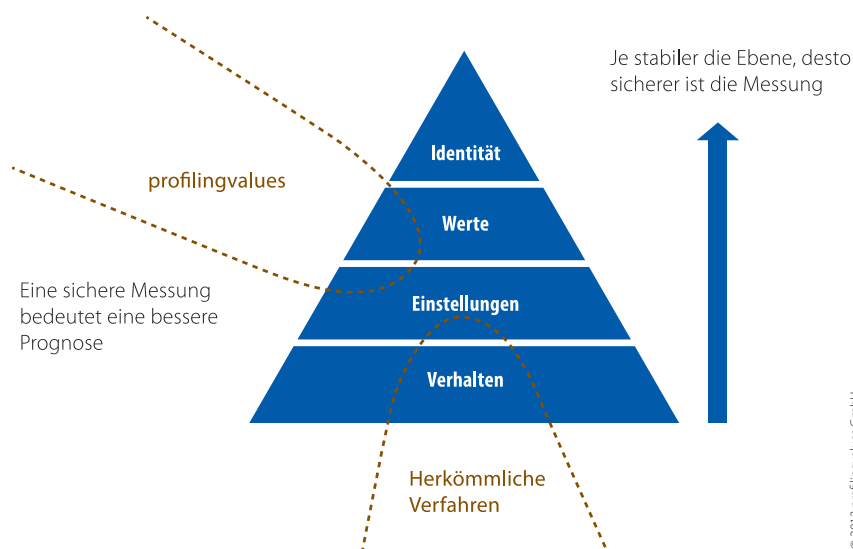 Je stabiler die Ebene, desto
sicherer ist die Messung
Identität
profilingvalues
Werte
Eine sichere Messung
bedeutet eine bessere
Prognose
Einstellungen
Verhalten
Herkömmliche
Verfahren